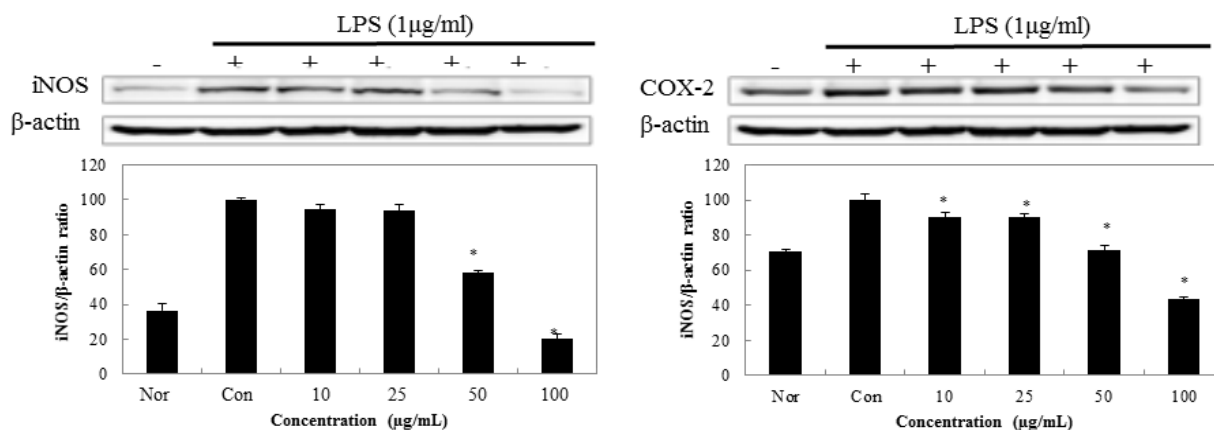 LPS (1μg/ml)
- + + + + +
iNOS
β-actin
120
100
80
60
40
20
0
iNOS/β-actin ratio
*
*
Nor Con 10 25 50 100
Concentration (μg/mL)
LPS (1μg/ml)
- + + + + +
COX-2
β-actin
120
100
80
60
40
20
0
iNOS/β-actin ratio
*
*
*
*
Nor Con 10 25 50 100
Concentration (μg/mL)